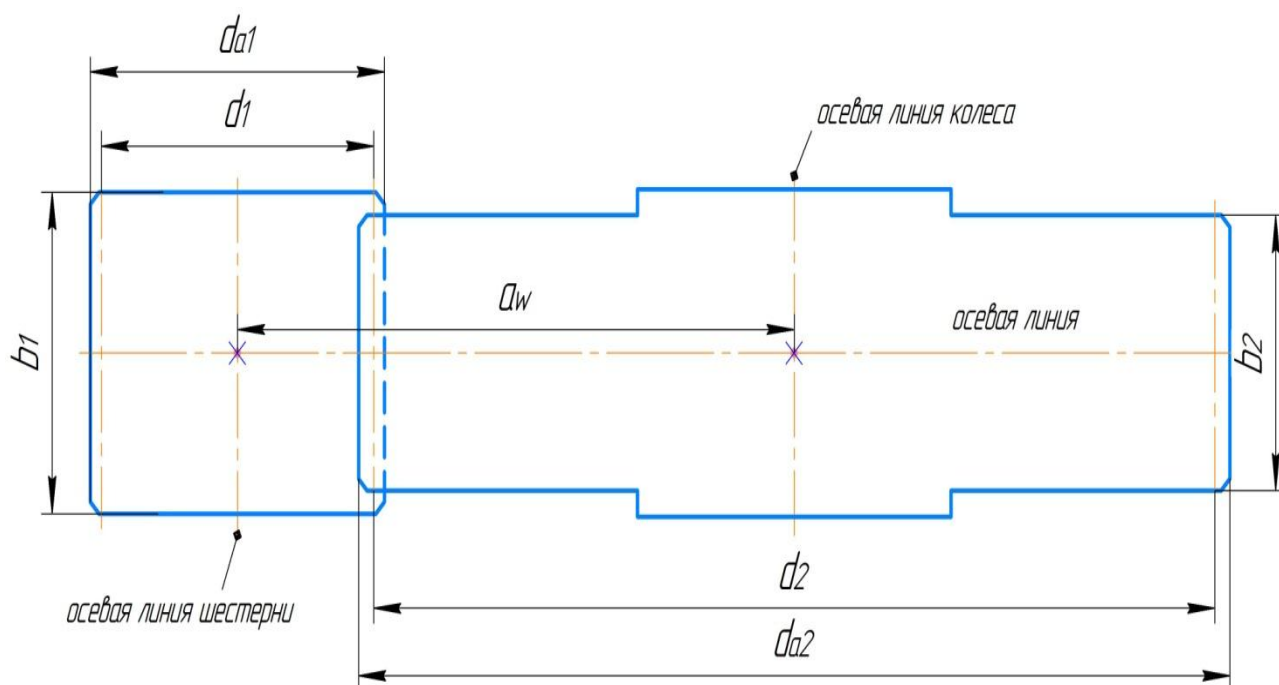 da1
d1
осевая линия колеса
aw
осевая линия
b1
b2
осевая линия шестерни
d2
da2